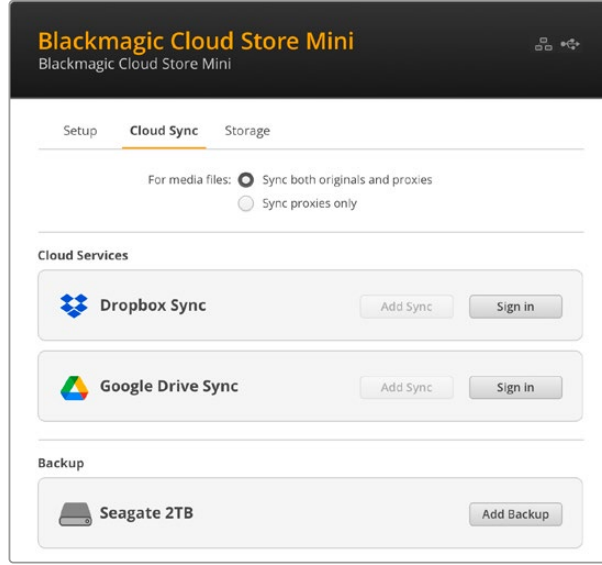 Blackmagic Cloud Store Mini
Blackmagic Cloud Store Mini
Setup Cloud Sync Storage
For media files: Sync both originals and proxies
Sync proxies only
Cloud Services
Dropbox Sync Add Sync Sign in
Google Drive Sync Add Sync Sign in
Backup
Seagate 2TB Add Backup